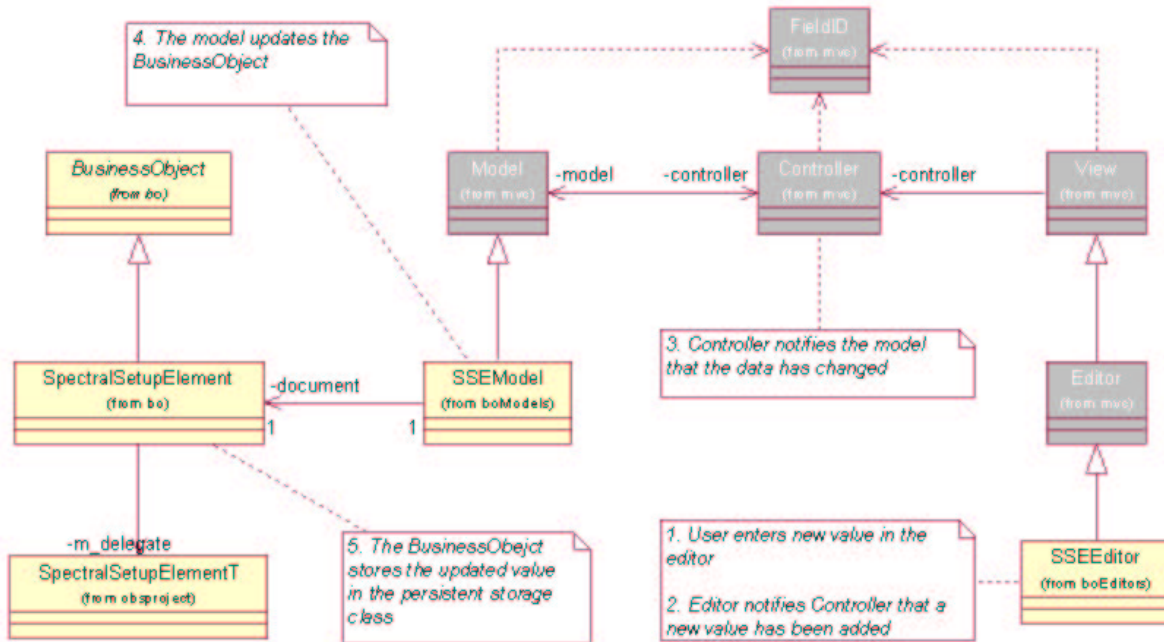 4. The model updates the
BusinessObject
FieldID
(from mvc)
BusinessObject
(from bo)
Model
(from mvc)
-model
-controller
Controller
(from mvc)
-controller
View
(from mvc)
3. Controller notifies the model
that the data has changed
SpectralSetupElement
(from bo)
-document
1
1
SSEModel
(from boModels)
Editor
(from mvc)
-m_delegate
SpectralSetupElementT
(from obsproject)
5. The BusinessObejct
stores the updated value
in the persistent storage
class
1. User enters new value in the
editor
2. Editor notifies Controller that a
new value has been added
SSEEditor
(from boEditors)